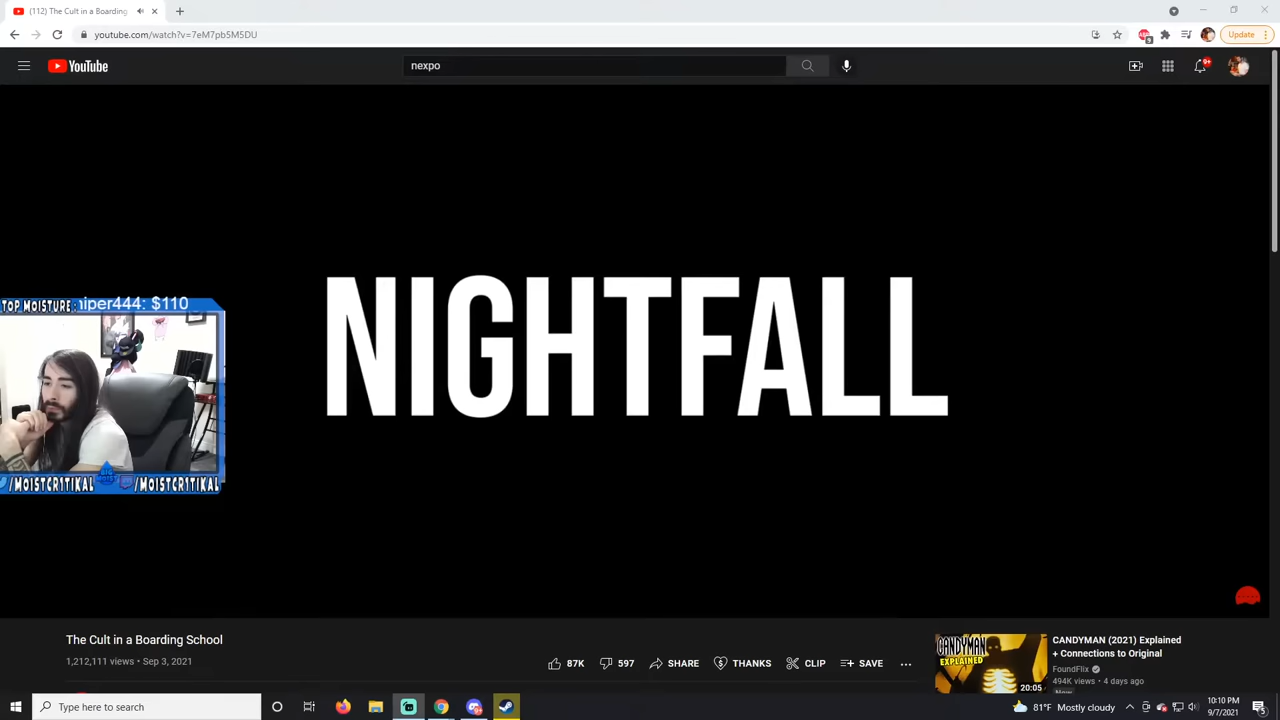 (112) The Cult in a Boarding
youtube.com/watch?v=7eM7pb5M5DU
Update
YouTube
nexpo
9+
NIGHTFALL
TOP MOISTURE: niper444: $110
/MOISTCR1TIKAL /MOISTCR1TIKAL
The Cult in a Boarding School
1,212,111 views • Sep 3, 2021
87K 597 SHARE THANKS CLIP SAVE
CANDYMAN EXPLAINED
20:05
CANDYMAN (2021) Explained
+ Connections to Original
FoundFlix
494K views • 4 days ago
New
Type here to search
81°F Mostly cloudy
10:10 PM
9/7/2021